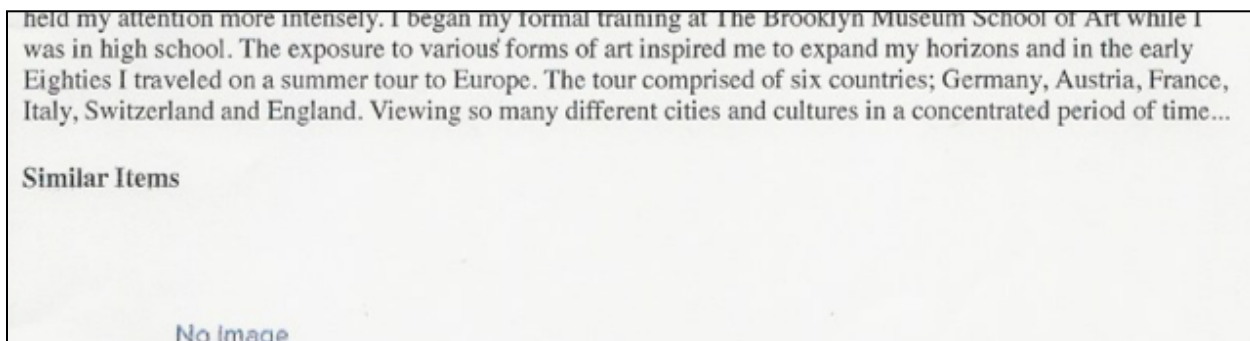 held my attention more intensely. I began my formal training at The Brooklyn Museum School of Art while I
was in high school. The exposure to various forms of art inspired me to expand my horizons and in the early
Eighties I traveled on a summer tour to Europe. The tour comprised of six countries; Germany, Austria, France,
Italy, Switzerland and England. Viewing so many different cities and cultures in a concentrated period of time...
Similar Items
No Image